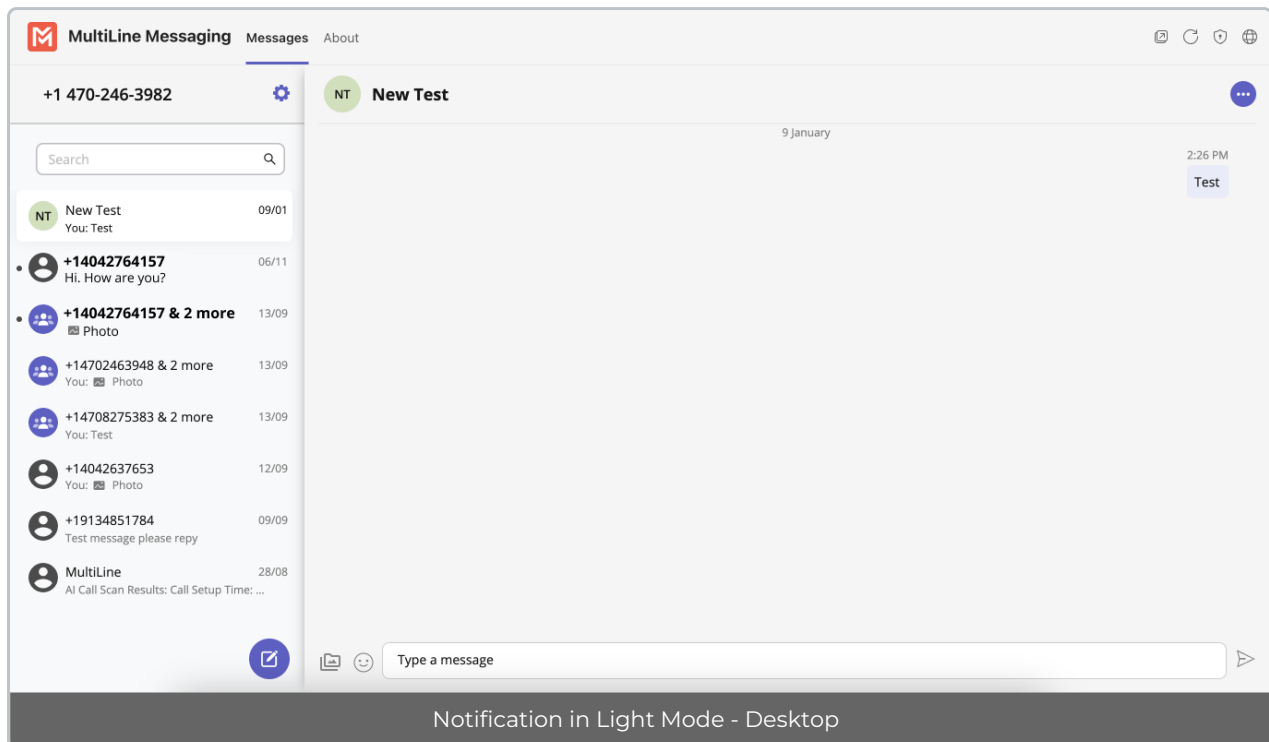 MultiLine Messaging Messages About
+1 470-246-3982
Search
NT New Test 09/01
You: Test
+14042764157 06/11
Hi. How are you?
+14042764157 & 2 more 13/09
Photo
+14702463948 & 2 more 13/09
You: Photo
+14708275383 & 2 more 13/09
You: Test
+14042637653 12/09
You: Photo
+19134851784 09/09
Test message please repy
MultiLine 28/08
AI Call Scan Results: Call Setup Time: ...
NT New Test
9 January
2:26 PM
Test
Type a message
Notification in Light Mode - Desktop